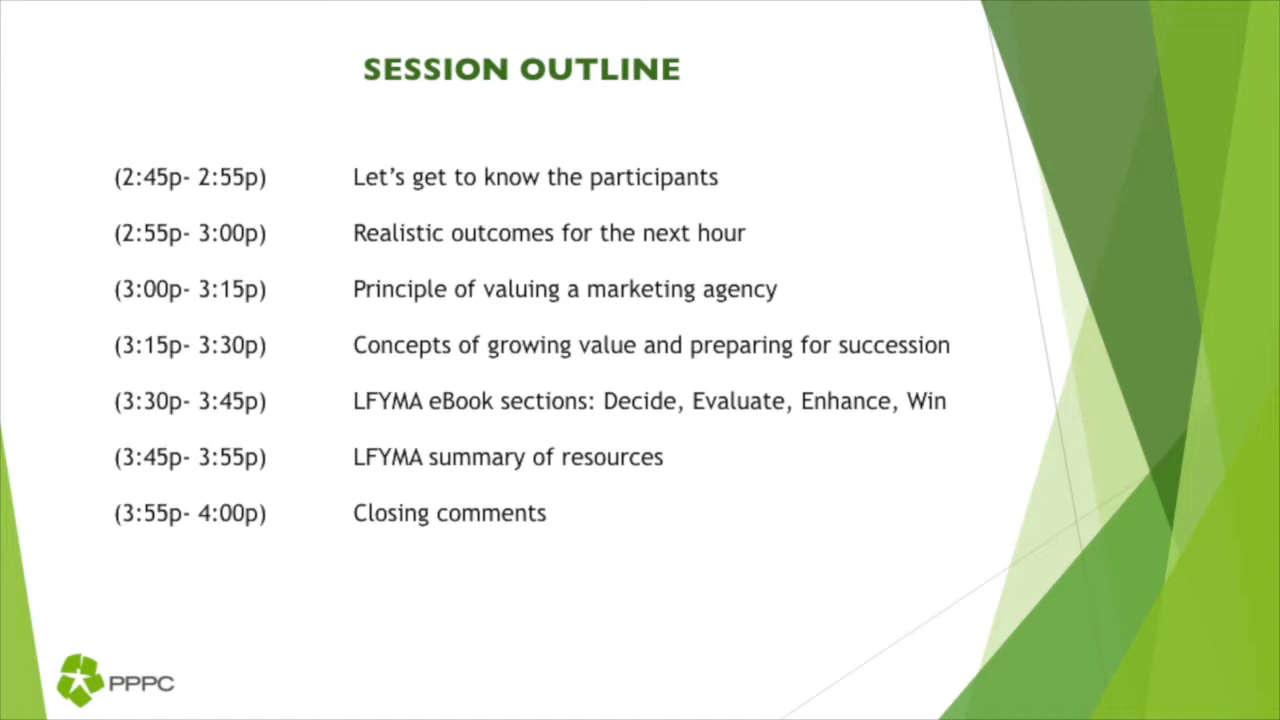 SESSION OUTLINE
(2:45p- 2:55p) Let's get to know the participants
(2:55p- 3:00p) Realistic outcomes for the next hour
(3:00p- 3:15p) Principle of valuing a marketing agency
(3:15p- 3:30p) Concepts of growing value and preparing for succession
(3:30p- 3:45p) LFYMA eBook sections: Decide, Evaluate, Enhance, Win
(3:45p- 3:55p) LFYMA summary of resources
(3:55p- 4:00p) Closing comments
PPPC